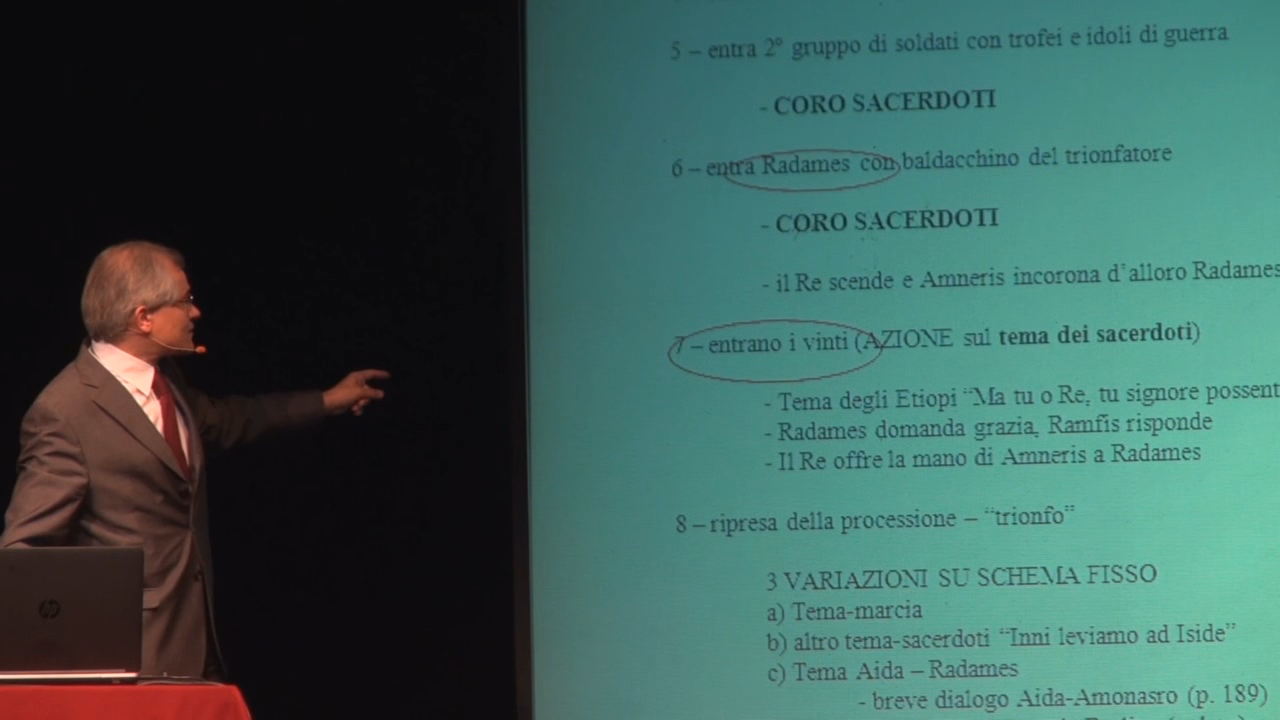 5 – entra 2° gruppo di soldati con trofei e idoli di guerra
- CORO SACERDOTI
6 – entra Radames con baldacchino del trionfatore
- CORO SACERDOTI
- il Re scende e Amneris incorona d'alloro Radames
7 – entrano i vinti (AZIONE sul tema dei sacerdoti)
- Tema degli Etiopi “Ma tu o Re, tu signore possent
- Radames domanda grazia, Ramfis risponde
- Il Re offre la mano di Amneris a Radames
8 – ripresa della processione – “trionfo”
3 VARIAZIONI SU SCHEMA FISSO
a) Tema-marcia
b) altro tema-sacerdoti “Inni leviamo ad Iside”
c) Tema Aida – Radames
- breve dialogo Aida-Amonasro (p. 189)
hp